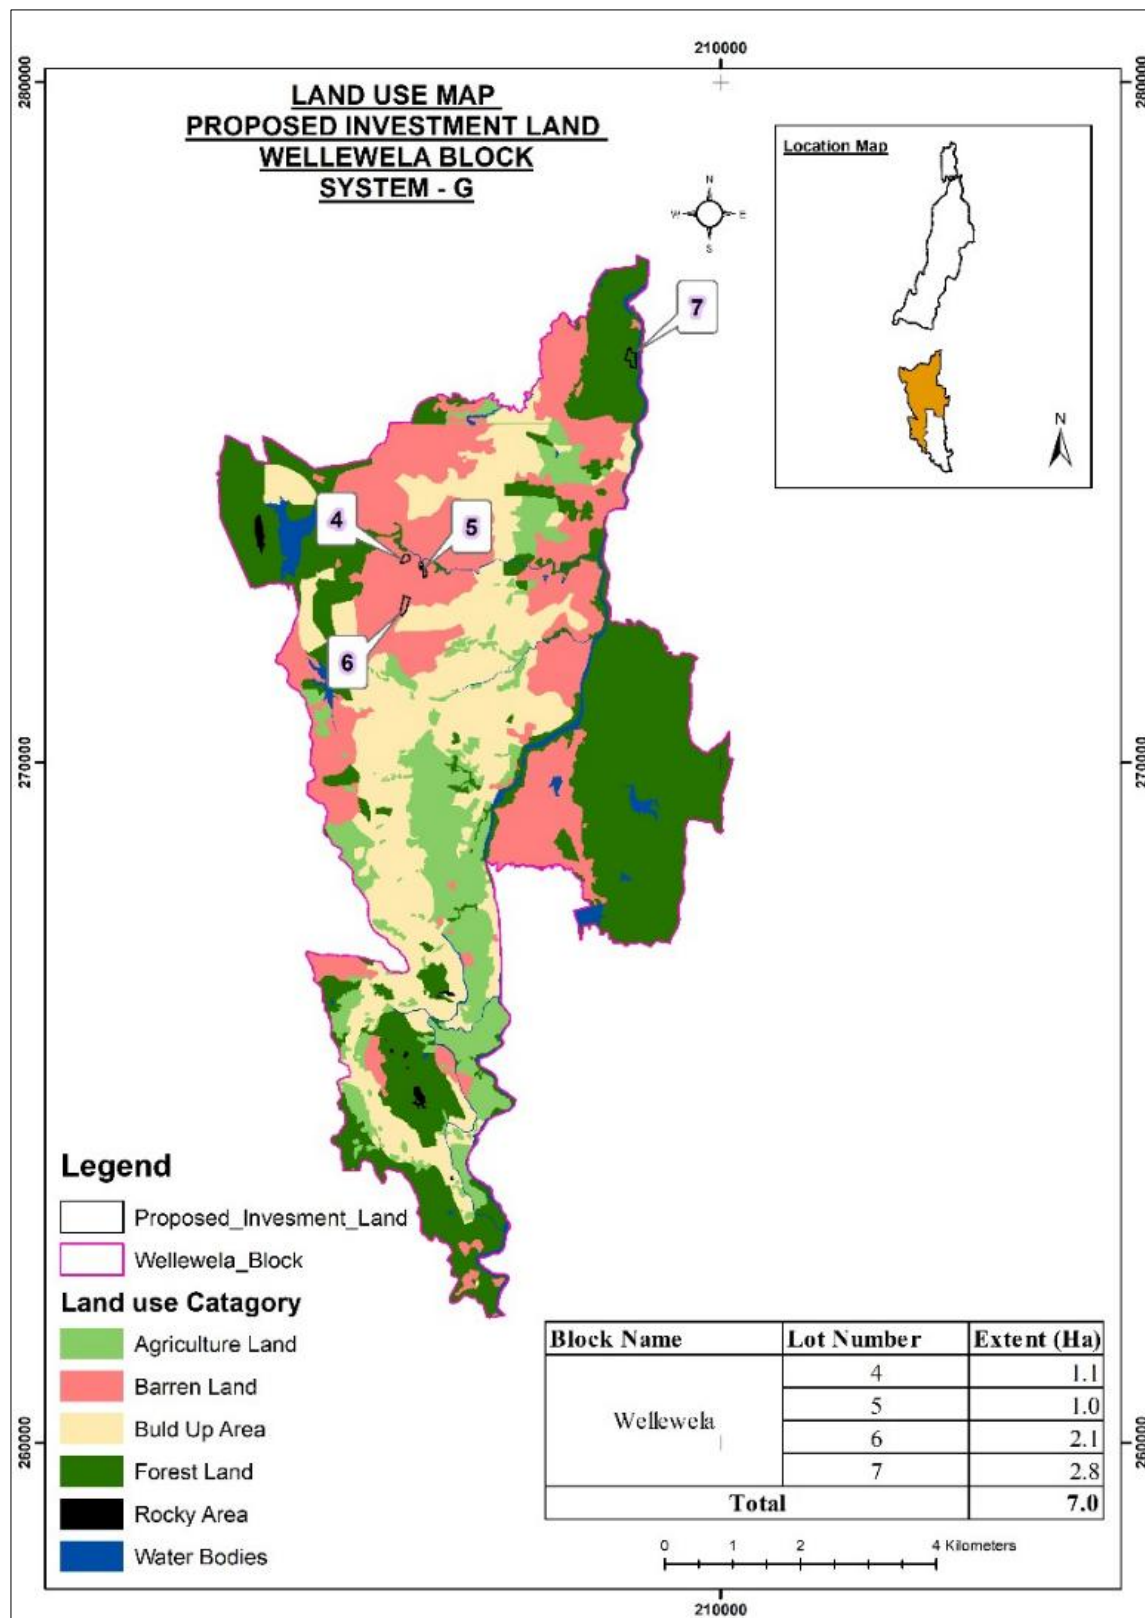 210000
280000
280000
LAND USE MAP
PROPOSED INVESTMENT LAND
WELLEWELA BLOCK
SYSTEM - G
N
W E
S
Location Map
N
7
4
5
6
270000
270000
Legend
Proposed_Invesment_Land
Wellewela_Block
Land use Catagory
Agriculture Land
Barren Land
Buld Up Area
Forest Land
Rocky Area
Water Bodies
Block Name Lot Number Extent (Ha)
Wellewela
4 1.1
5 1.0
6 2.1
7 2.8
Total 7.0
260000
260000
0 1 2 4 Kilometers
210000